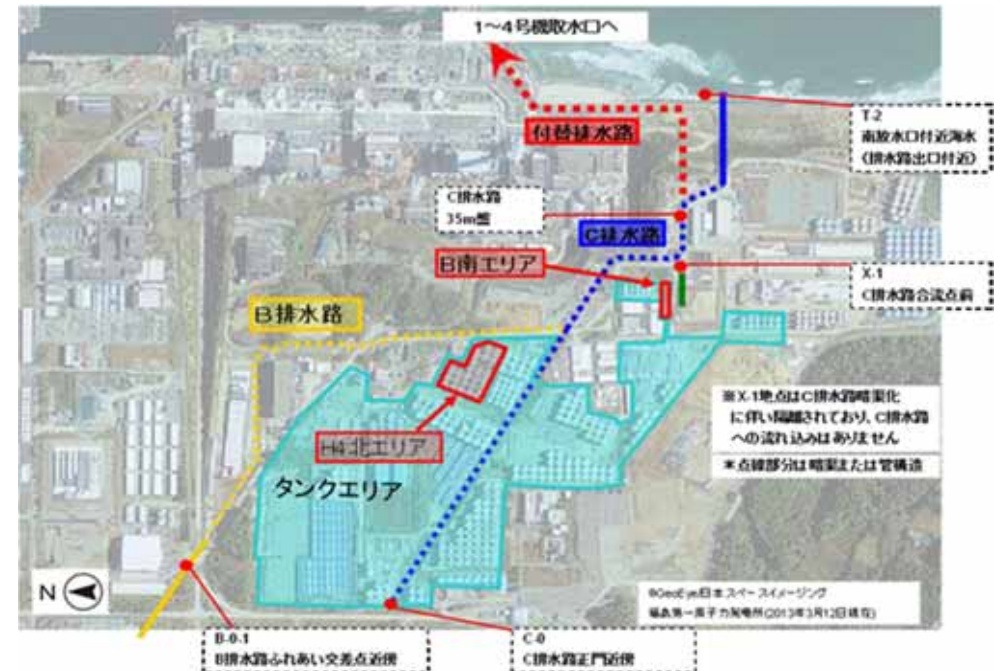 1～4号機取水口へ
付替排水路
T-2
南放水口付近海水
(排水路出口付近)
C排水路
35m盤
C排水路
B南エリア
X-1
C排水路合流点前
B排水路
※X-1地点はC排水路暗渠化
に伴い隔離されており、C排水路
への流れ込みはありません
＊点線部分は暗渠または管構造
H4北エリア
タンクエリア
N
©GeoEye/日本スペースイメージング
福島第一原子力発電所(2013年3月12日現在)
B-0-1
B排水路ふれあい交差点近傍
C-0
C排水路正門近傍